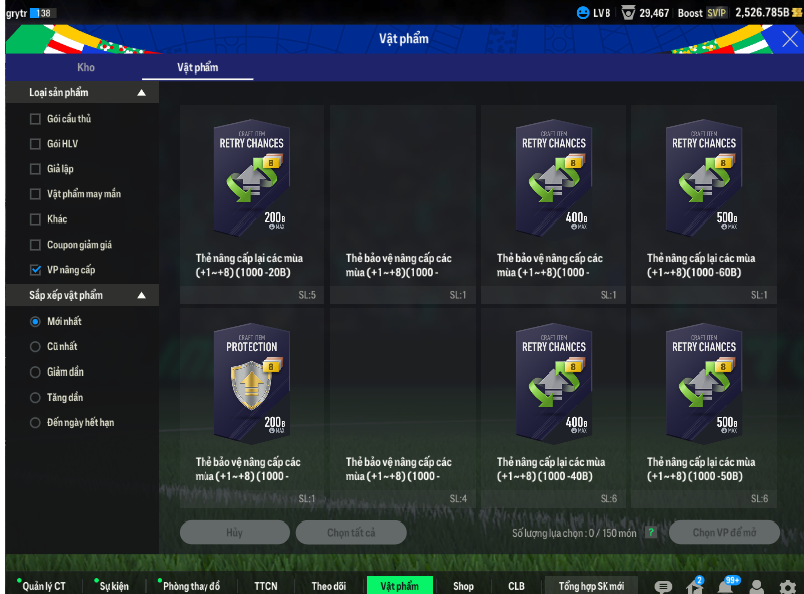 grytr 138
LV8 29,467 Boost SVIP 2,526.785B
Vật phẩm
Kho Vật phẩm
Loại sản phẩm
Gói cầu thủ
Gói HLV
Giả lập
Vật phẩm may mắn
Khác
Coupon giảm giá
VP nâng cấp
Sắp xếp vật phẩm
Mới nhất
Cũ nhất
Giảm dần
Tăng dần
Đến ngày hết hạn
CRAFT ITEM
RETRY CHANCES
8
200B
MAX
Thẻ nâng cấp lại các mùa
(+1~+8) (1000 -20B)
SL:5
Thẻ bảo vệ nâng cấp các
mùa (+1~+8)(1000 -
SL:1
CRAFT ITEM
RETRY CHANCES
8
400B
MAX
Thẻ bảo vệ nâng cấp các
mùa (+1~+8)(1000 -
SL:1
CRAFT ITEM
RETRY CHANCES
8
500B
MAX
Thẻ nâng cấp lại các mùa
(+1~+8) (1000 -60B)
SL:1
CRAFT ITEM
PROTECTION
8
200B
MAX
Thẻ bảo vệ nâng cấp các
mùa (+1~+8) (1000 -
SL:1
Thẻ bảo vệ nâng cấp các
mùa (+1~+8) (1000 -
SL:4
CRAFT ITEM
RETRY CHANCES
8
400B
MAX
Thẻ nâng cấp lại các mùa
(+1~+8) (1000 -40B)
SL:6
CRAFT ITEM
RETRY CHANCES
8
500B
MAX
Thẻ nâng cấp lại các mùa
(+1~+8) (1000 -50B)
SL:6
Hủy Chọn tất cả Số lượng lựa chọn : 0 / 150 món ? Chọn VP để mở
Quản lý CT Sự kiện Phòng thay đồ TTCN Theo dõi Vật phẩm Shop CLB Tổng hợp SK mới 2 99+